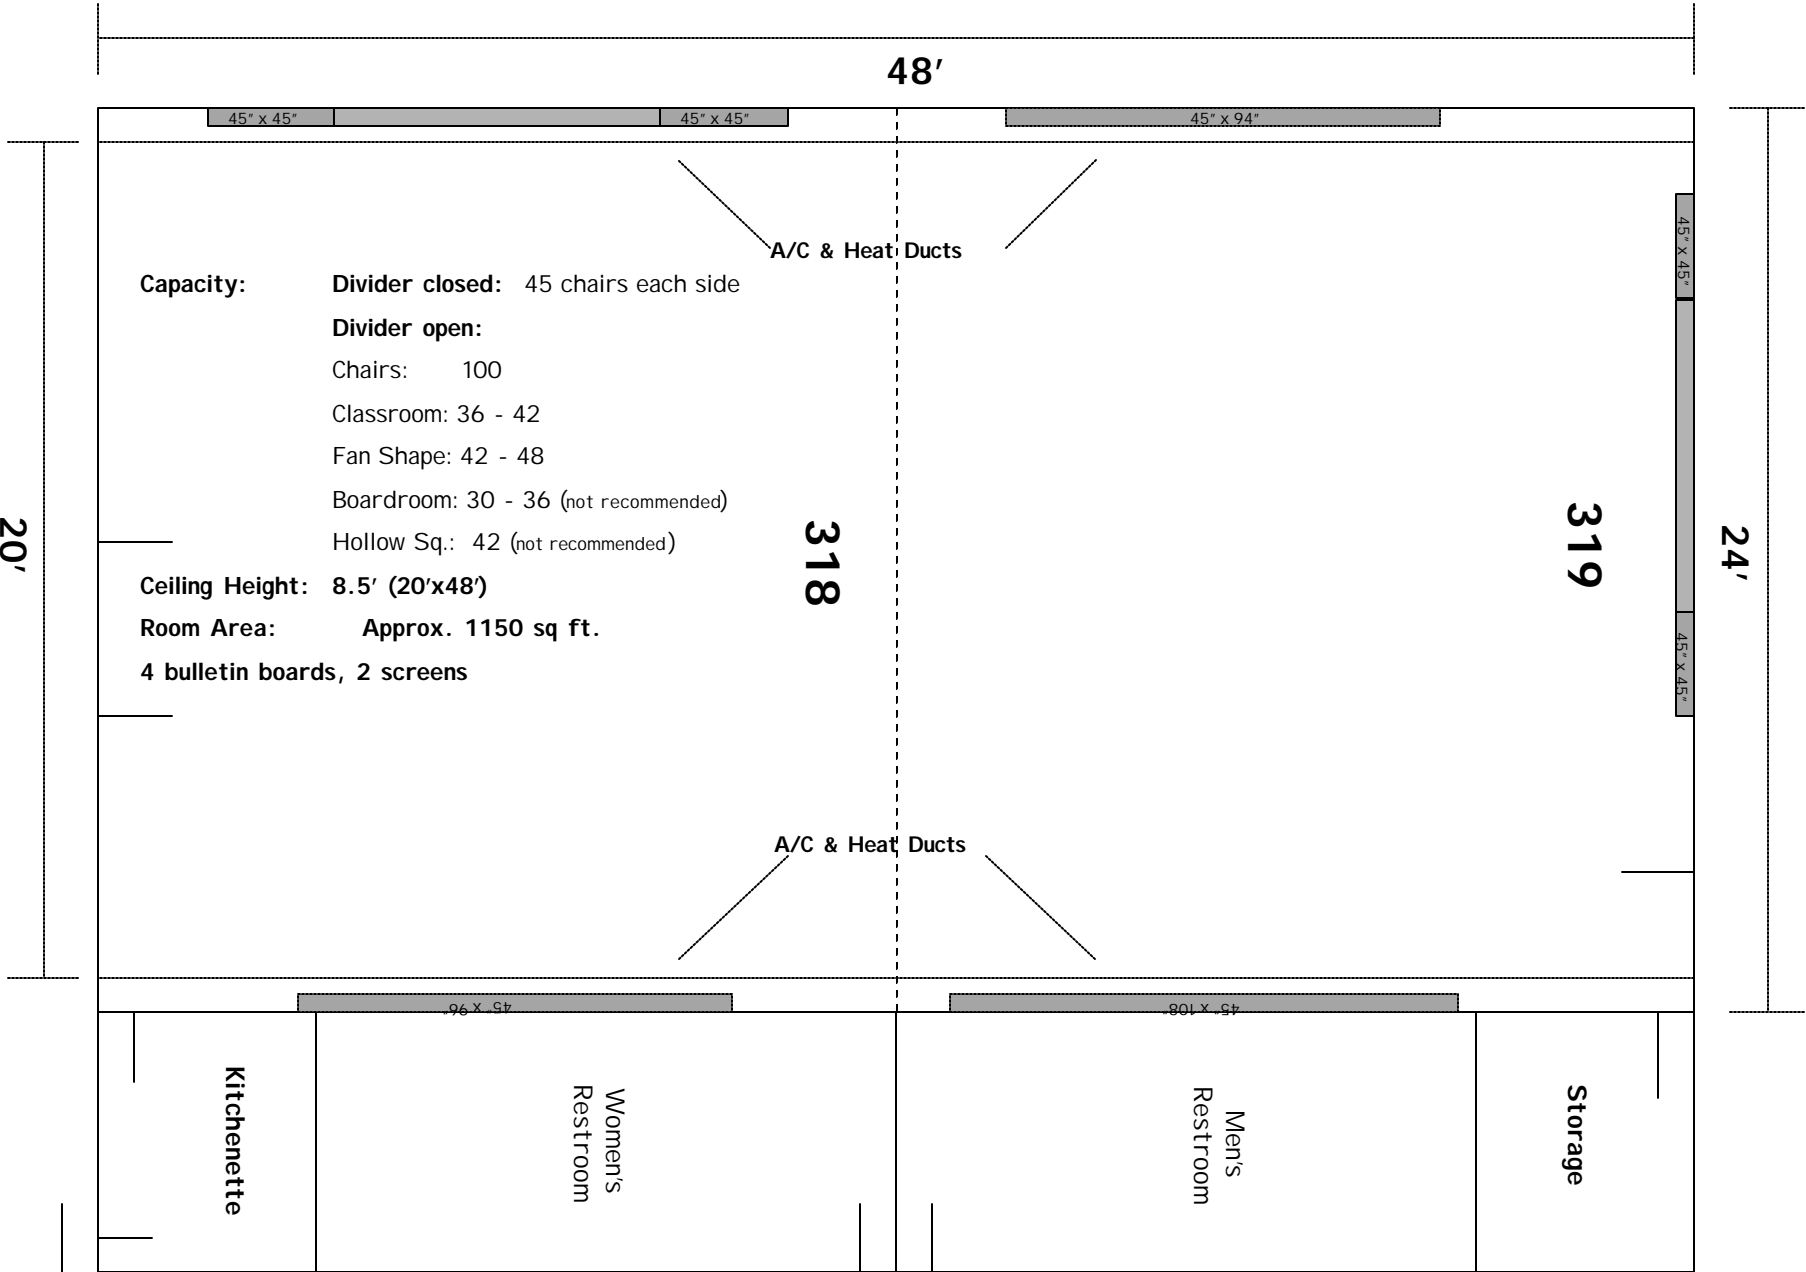 48'
45" x 45"
45" x 45"
45" x 94"
A/C & Heat Ducts
45" x 45"
Capacity: Divider closed: 45 chairs each side
Divider open:
Chairs: 100
Classroom: 36 - 42
Fan Shape: 42 - 48
Boardroom: 30 - 36 (not recommended)
Hollow Sq.: 42 (not recommended)
Ceiling Height: 8.5' (20'x48')
Room Area: Approx. 1150 sq ft.
4 bulletin boards, 2 screens
20'
318
319
24'
45" x 45"
A/C & Heat Ducts
45" x 96"
45" x 108"
Kitchenette
Women's
Restroom
Men's
Restroom
Storage